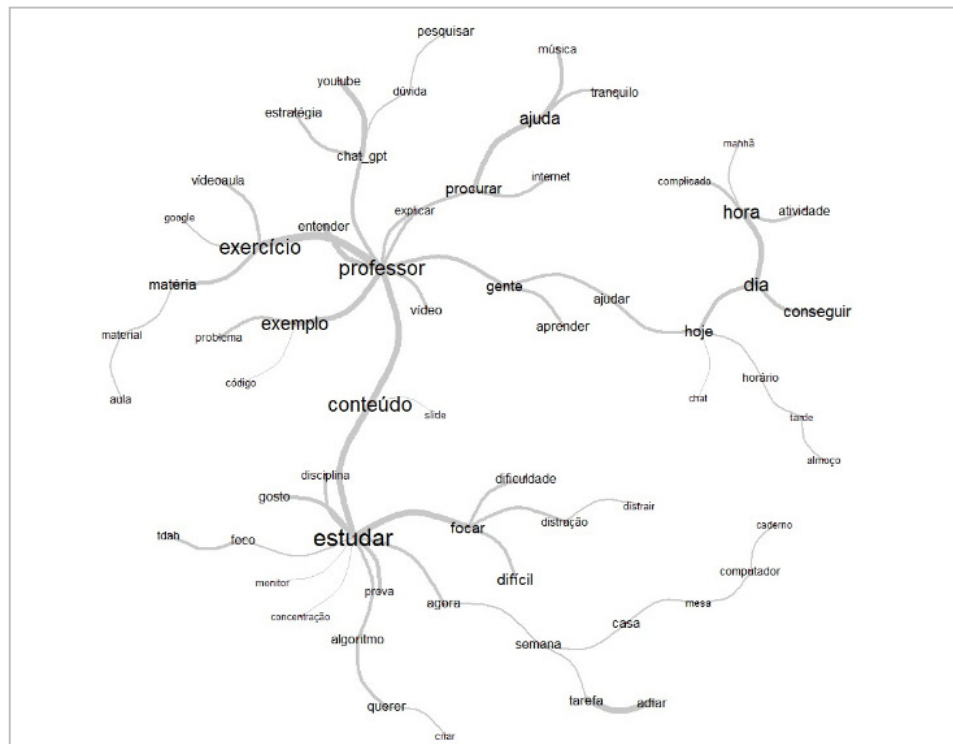 pesquisar
música
youtube
dúvida
tranquilo
estratégia
ajuda
chat_gpt
manhã
vídeoaula
procurar
internet
complicado
explicar
hora
atividade
google
entender
exercício
professor
matéria
gente
ajudar
dia
vídeo
conseguir
exemplo
aprender
hoje
material
problema
código
horário
chat
aula
conteúdo
slide
tarde
almoço
disciplina
dificuldade
gosto
distrair
focar
distração
caderno
tdah
foco
estudar
computador
monitor
prova
difícil
concentração
agora
mesa
algoritmo
casa
semana
querer
tarefa
adiar
criar